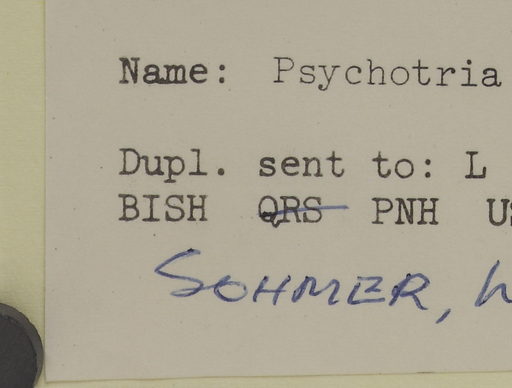 Name: Psychotria
Dupl. sent to: L
BISH QRS PNH
SOHMER,